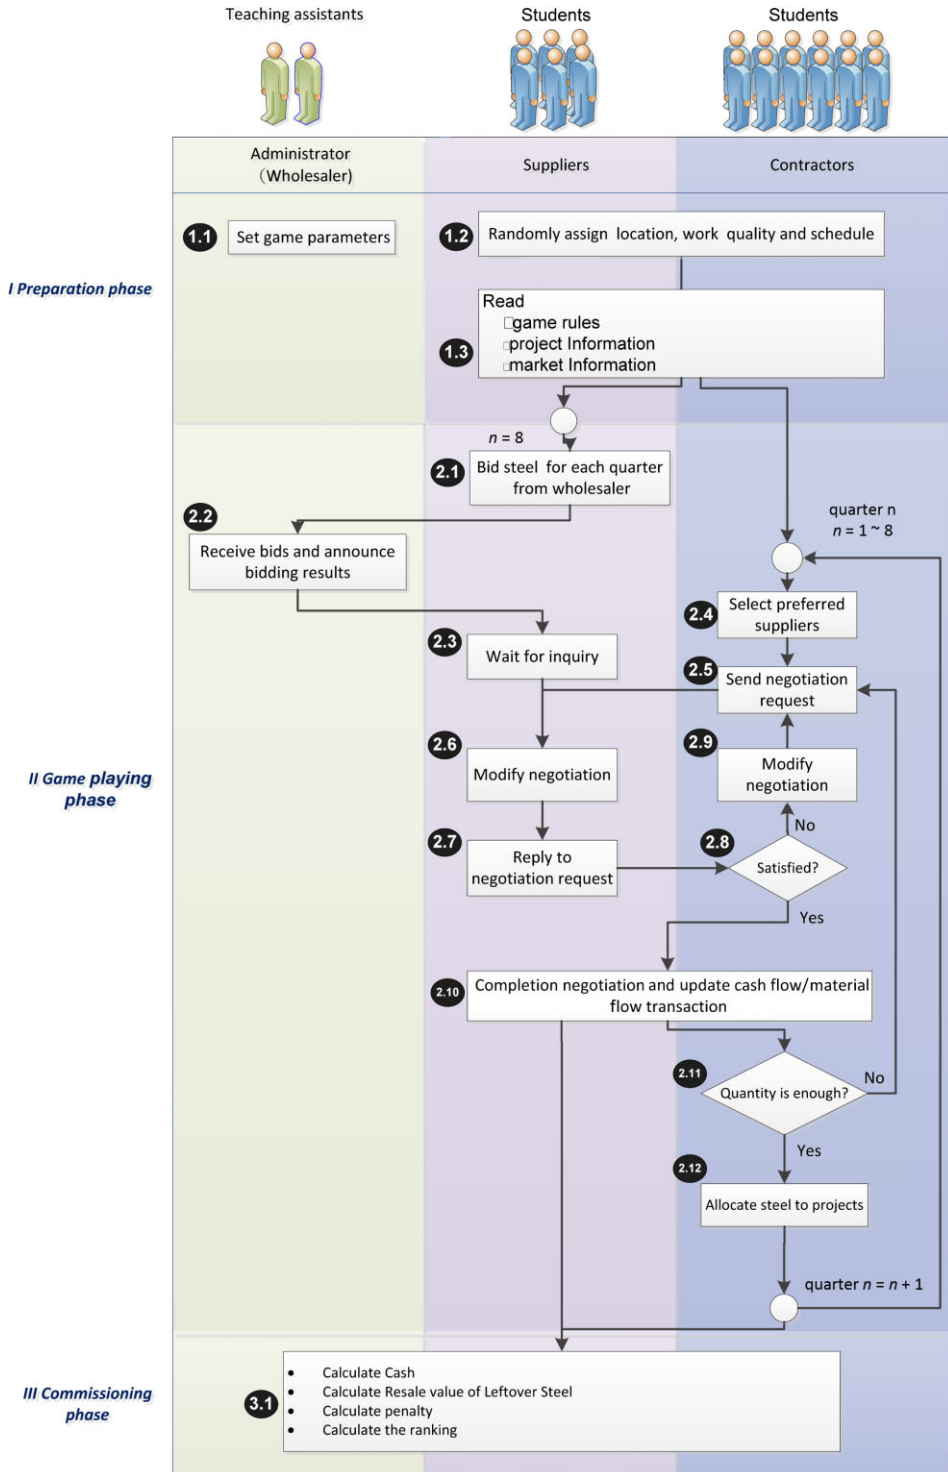 Teaching assistants
Students
Students
Administrator
(Wholesaler)
Suppliers
Contractors
I Preparation phase
1.1
Set game parameters
1.2
Randomly assign location, work quality and schedule
1.3
Read
game rules
project Information
market Information
n = 8
2.1
Bid steel for each quarter
from wholesaler
2.2
Receive bids and announce
bidding results
quarter n
n = 1 ~ 8
2.3
Wait for inquiry
2.4
Select preferred
suppliers
2.5
Send negotiation
request
II Game playing
phase
2.6
Modify negotiation
2.9
Modify
negotiation
No
2.7
Reply to
negotiation request
2.8
Satisfied?
Yes
2.10
Completion negotiation and update cash flow/material
flow transaction
2.11
Quantity is enough?
No
Yes
2.12
Allocate steel to projects
quarter n = n + 1
III Commissioning
phase
3.1
• Calculate Cash
• Calculate Resale value of Leftover Steel
• Calculate penalty
• Calculate the ranking